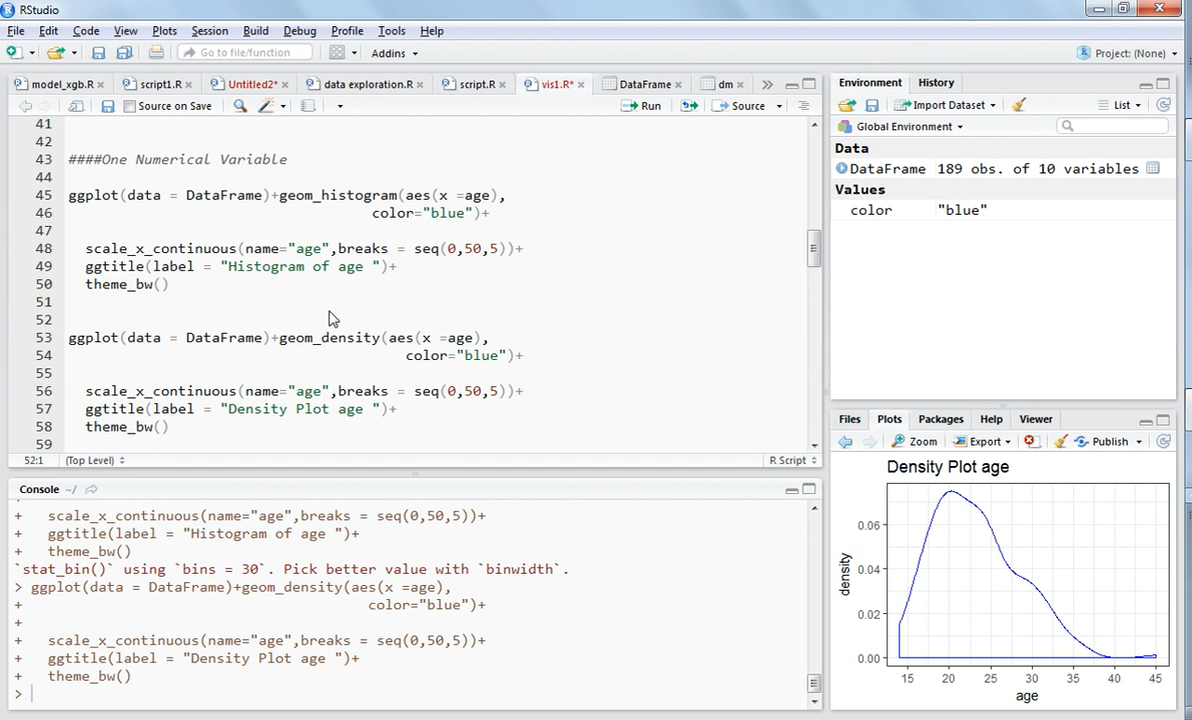 RStudio
File Edit Code View Plots Session Build Debug Profile Tools Help
Go to file/function Addins Project: (None)
model_xgb.R script1.R Untitled2* data exploration.R script.R vis1.R* DataFrame dm
Source on Save Run Source
41
42
43 ####One Numerical Variable
44
45 ggplot(data = DataFrame)+geom_histogram(aes(x =age),
46 color="blue")+
47
48 scale_x_continuous(name="age",breaks = seq(0,50,5))+
49 ggtitle(label = "Histogram of age ")+
50 theme_bw()
51
52
53 ggplot(data = DataFrame)+geom_density(aes(x =age),
54 color="blue")+
55
56 scale_x_continuous(name="age",breaks = seq(0,50,5))+
57 ggtitle(label = "Density Plot age ")+
58 theme_bw()
59
52:1 (Top Level) R Script
Console ~/
+
+ scale_x_continuous(name="age",breaks = seq(0,50,5))+
+ ggtitle(label = "Histogram of age ")+
+ theme_bw()
`stat_bin()` using `bins = 30`. Pick better value with `binwidth`.
> ggplot(data = DataFrame)+geom_density(aes(x =age),
+ color="blue")+
+
+ scale_x_continuous(name="age",breaks = seq(0,50,5))+
+ ggtitle(label = "Density Plot age ")+
+ theme_bw()
>
Environment History
Import Dataset List
Global Environment
Data
DataFrame 189 obs. of 10 variables
Values
color "blue"
Files Plots Packages Help Viewer
Zoom Export Publish
Density Plot age
density
0.06
0.04
0.02
0.00
15 20 25 30 35 40 45
age